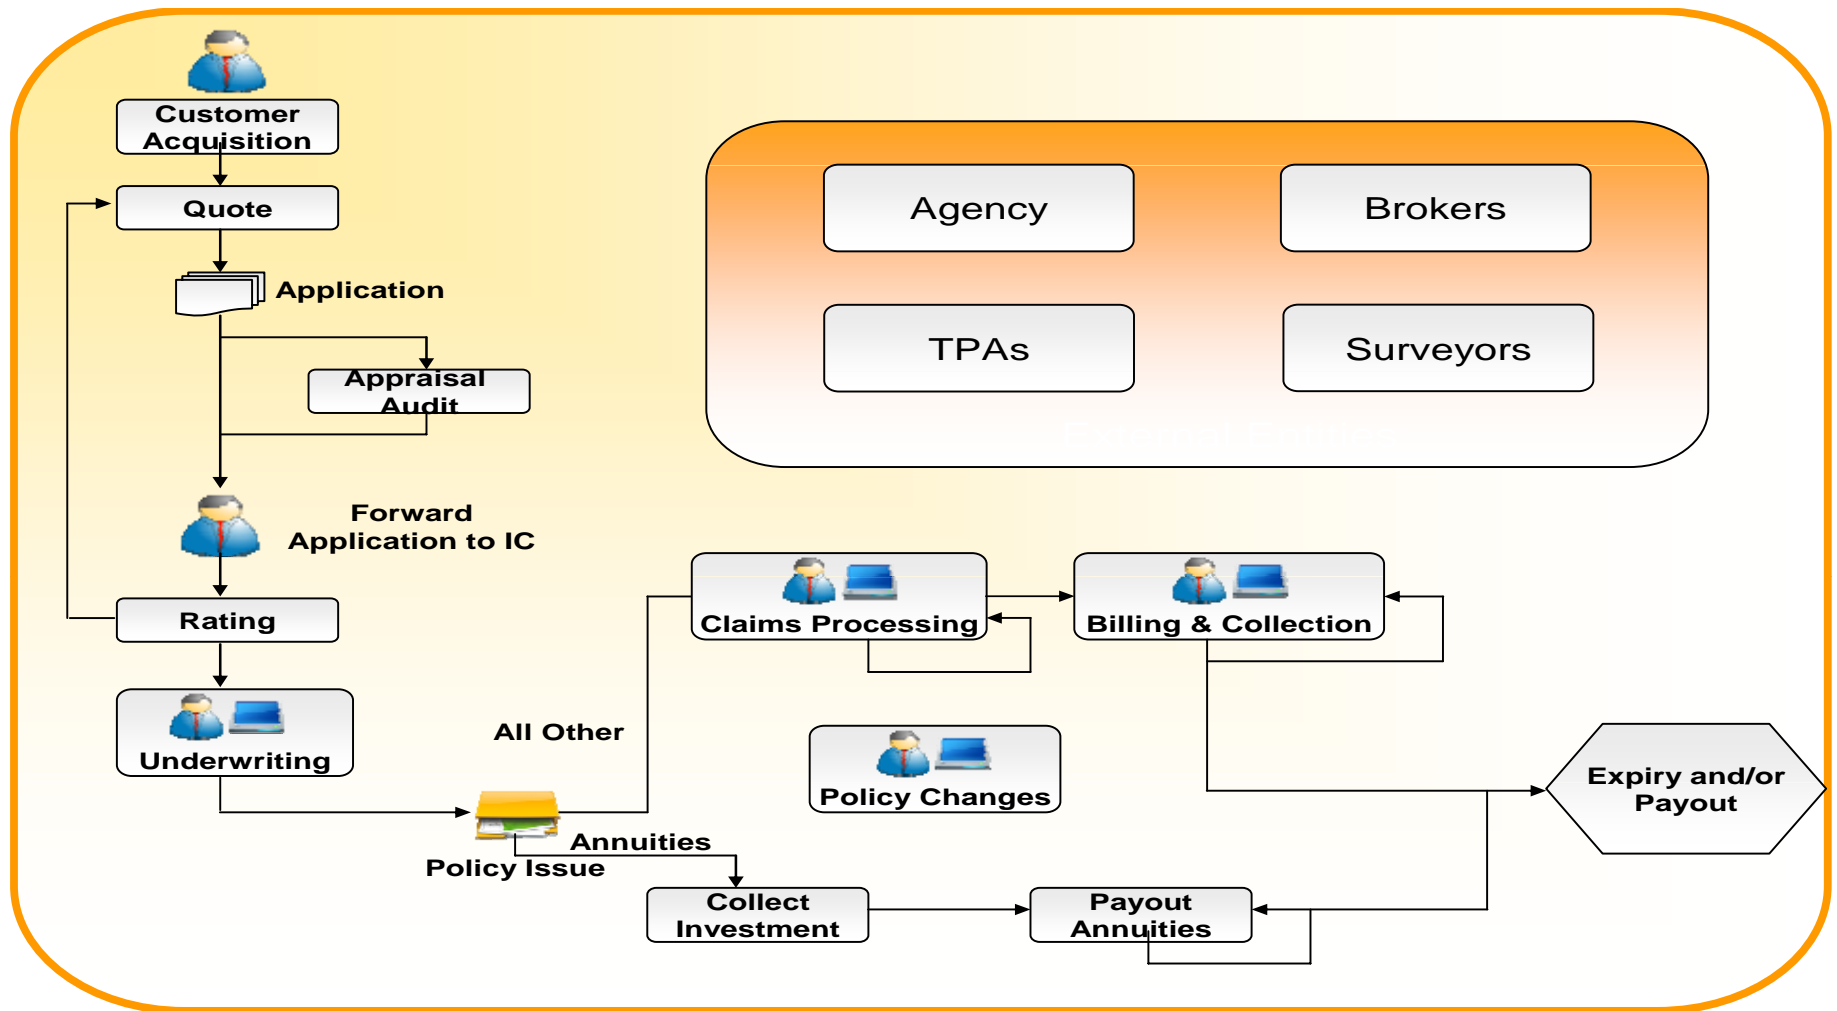 Customer
Acquisition
Quote
Application
Appraisal
Audit
Forward
Application to IC
Rating
Underwriting
Agency
Brokers
TPAs
Surveyors
Claims Processing
Billing & Collection
All Other
Policy Changes
Expiry and/or
Payout
Annuities
Policy Issue
Collect
Investment
Payout
Annuities